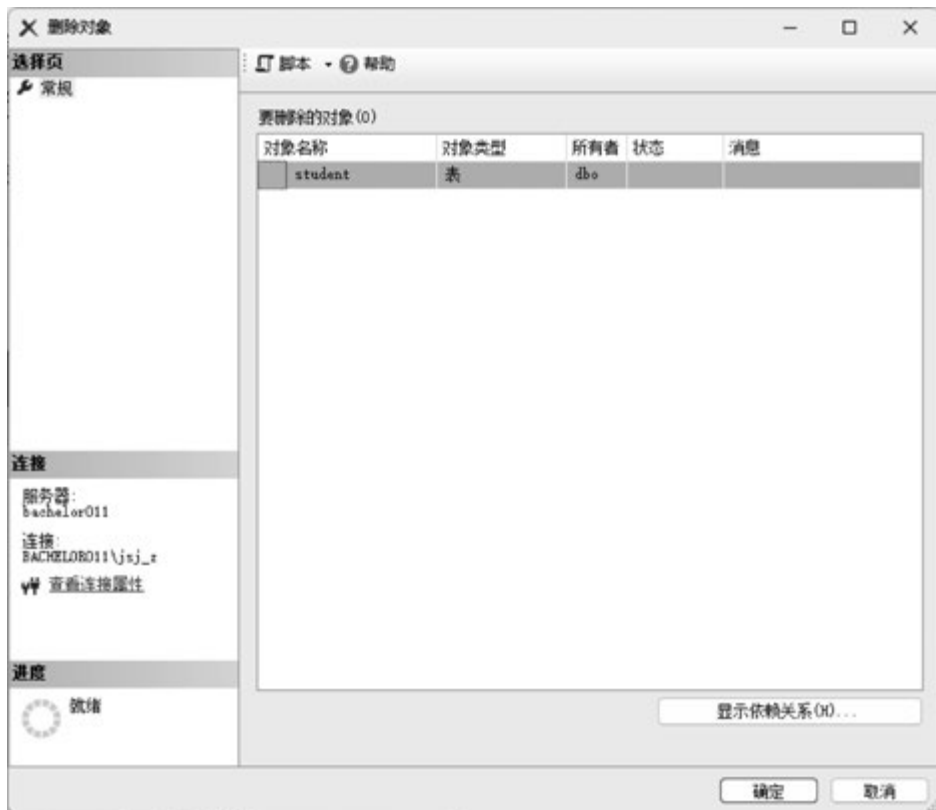 删除对象
选择页
常规
脚本 帮助
要删除的对象(O)
对象名称 对象类型 所有者 状态 消息
student 表 dbo
连接
服务器:
bachelor011
连接:
BACHELOR011\jsj_z
查看连接属性
进度
就绪
显示依赖关系(H)...
确定 取消